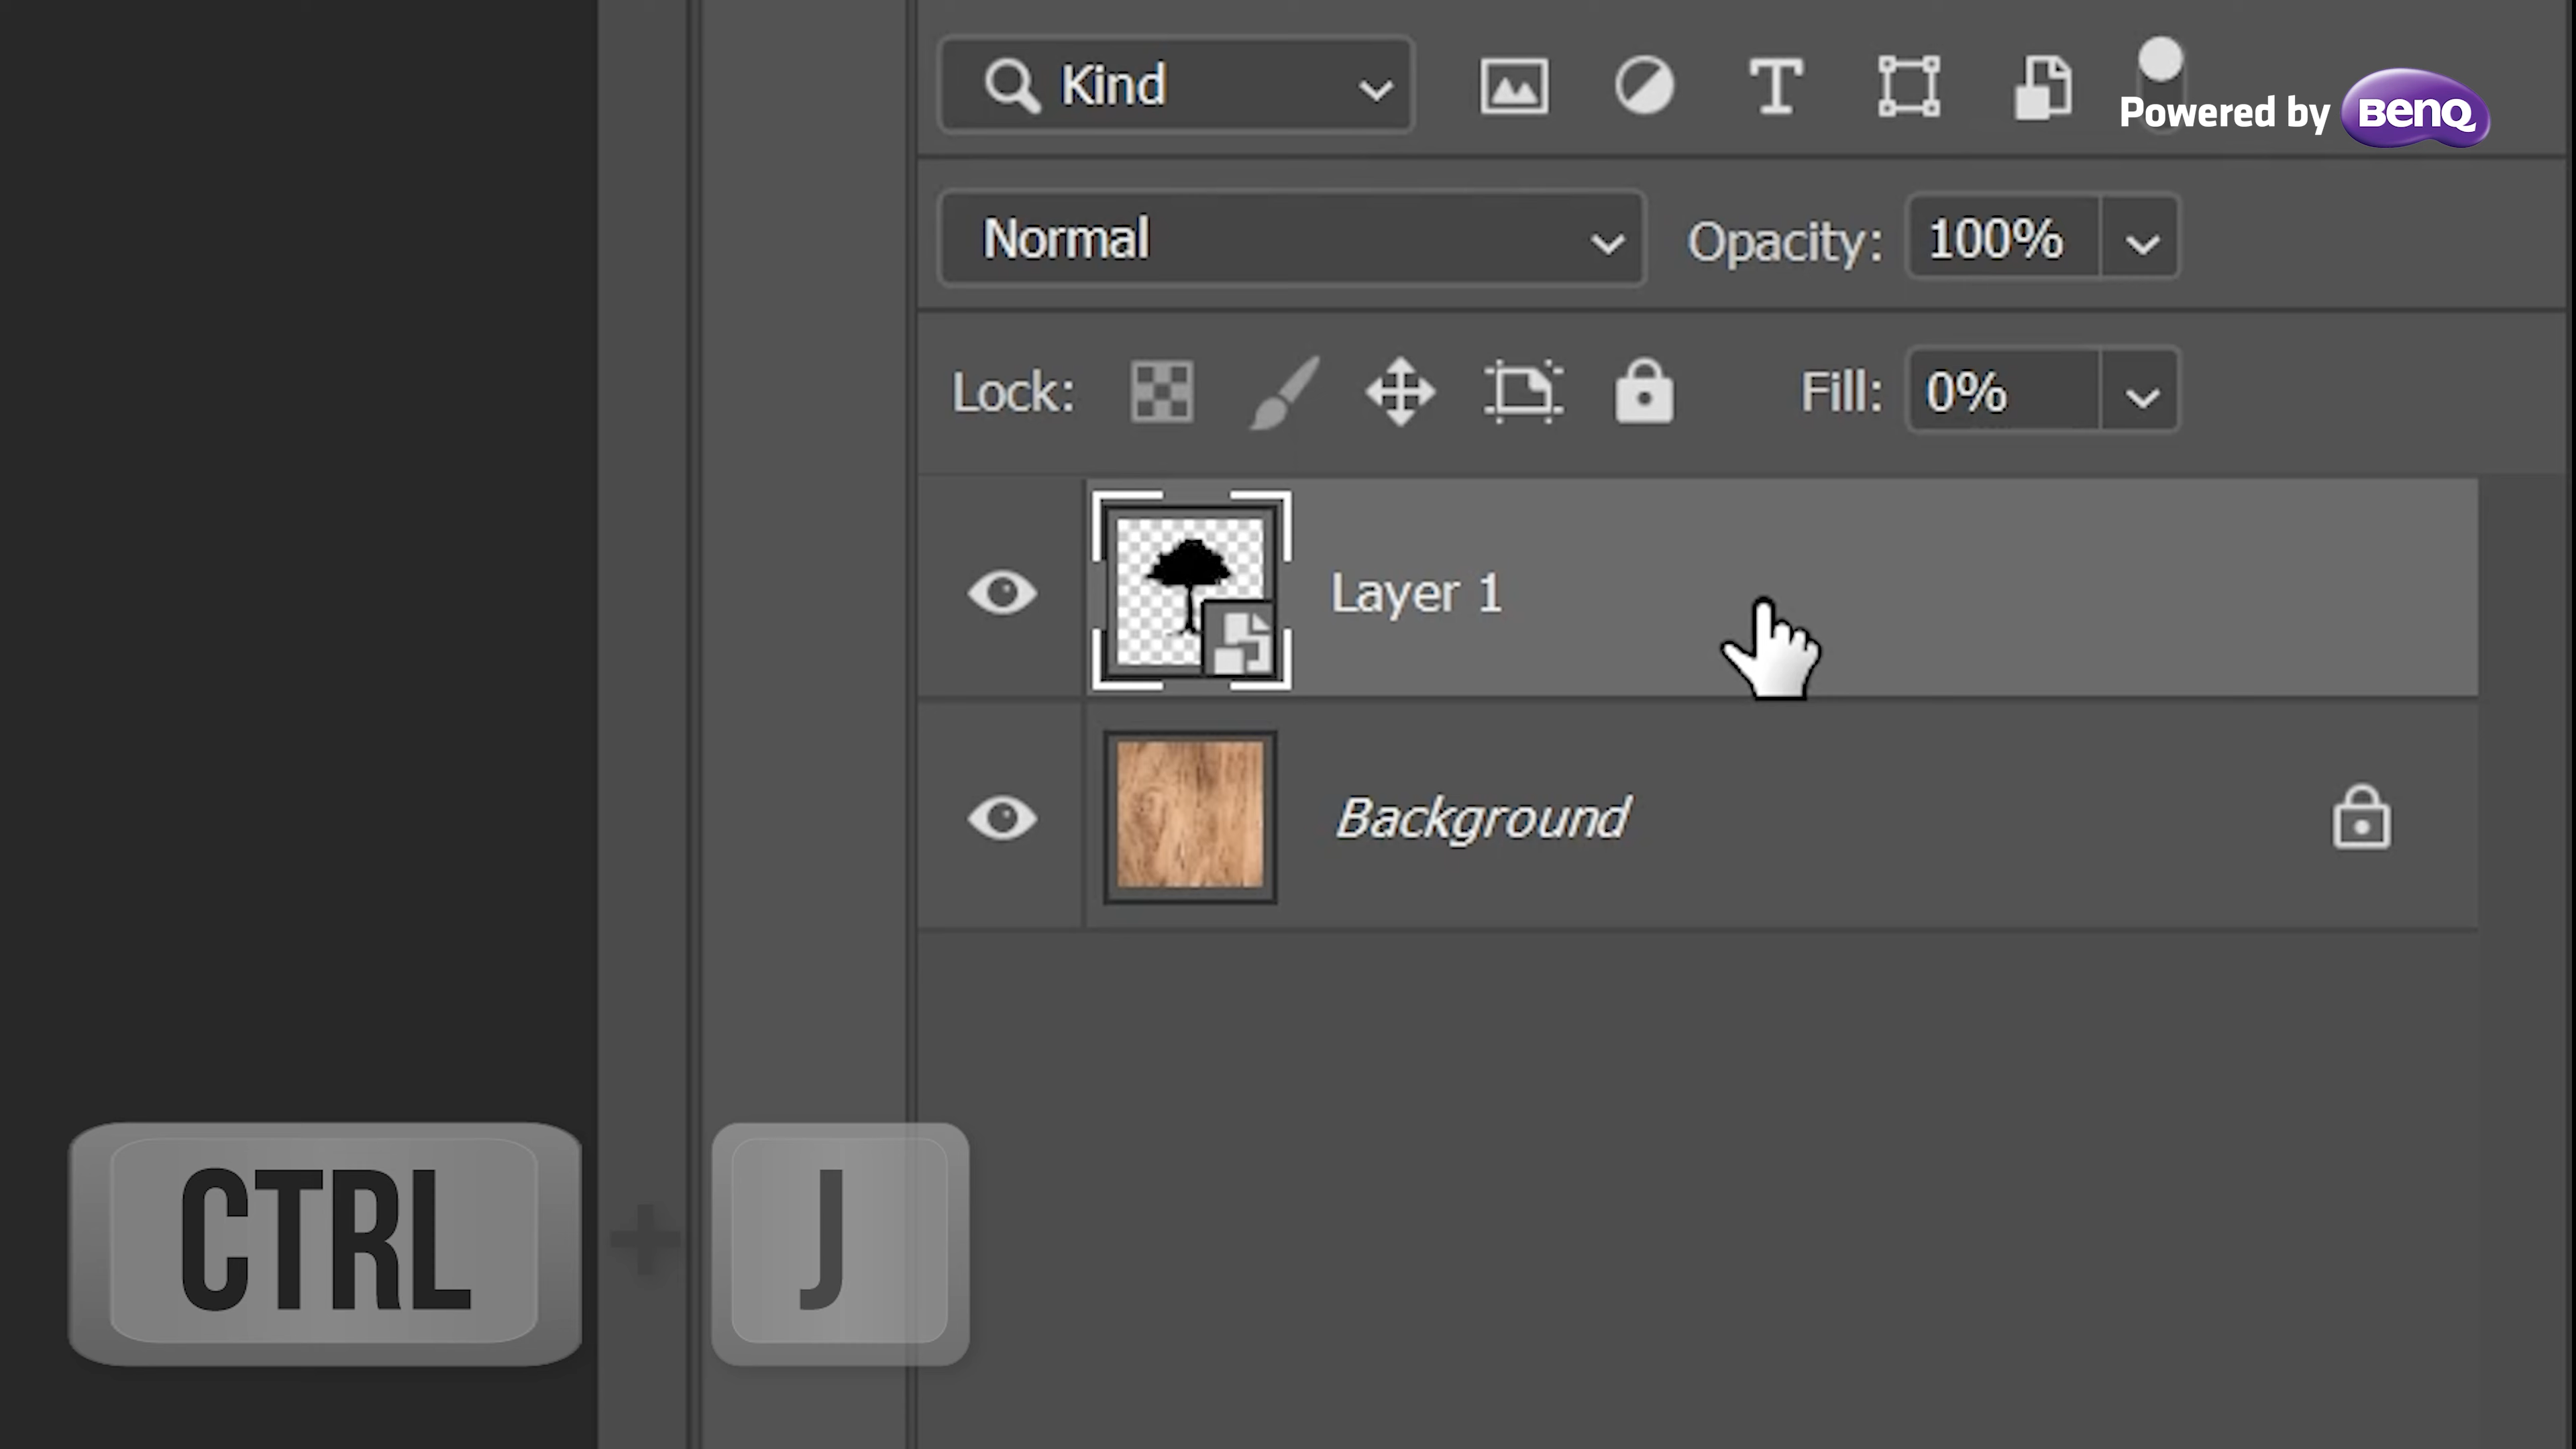 Kind
Powered by BenQ
Normal
Opacity: 100%
Lock:
Fill: 0%
Layer 1
Background
CTRL + J